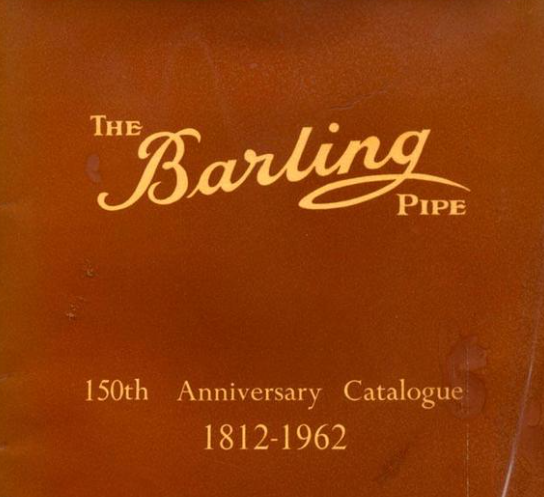 THE
Barling
PIPE
150th Anniversary Catalogue
1812-1962